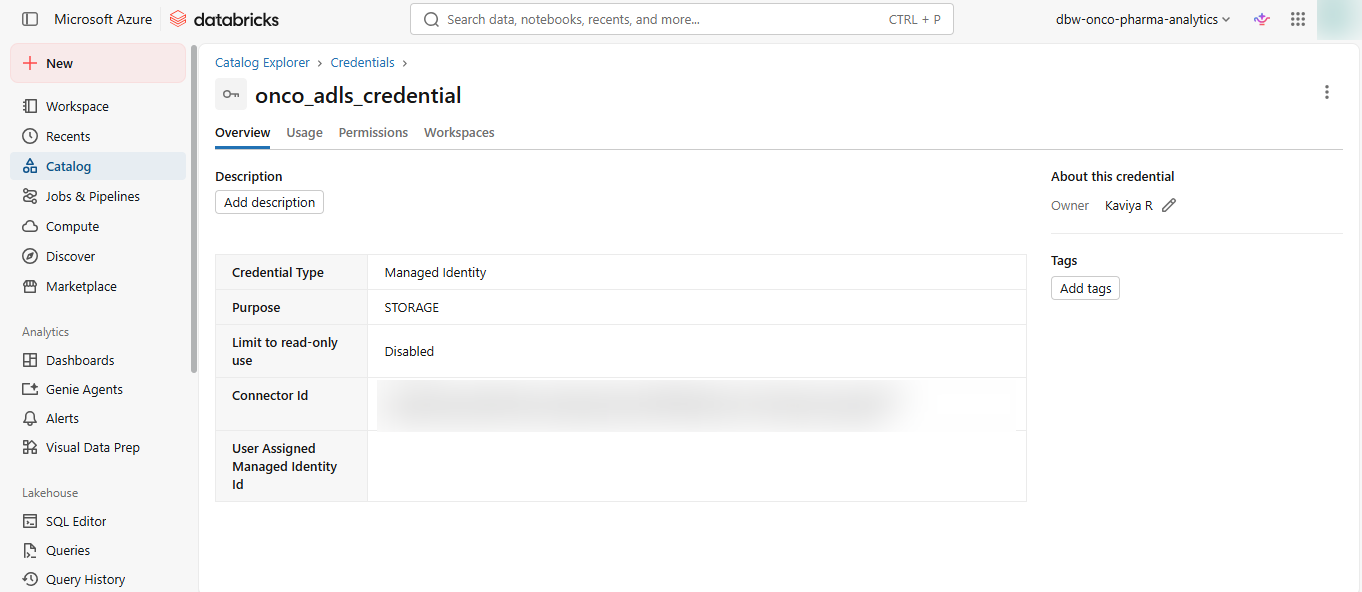 Microsoft Azure
databricks
Search data, notebooks, recents, and more...
CTRL + P
dbw-onco-pharma-analytics
New
Workspace
Recents
Catalog
Jobs & Pipelines
Compute
Discover
Marketplace
Analytics
Dashboards
Genie Agents
Alerts
Visual Data Prep
Lakehouse
SQL Editor
Queries
Query History
Catalog Explorer › Credentials ›
onco_adls_credential
Overview Usage Permissions Workspaces
Description
Add description
Credential Type Managed Identity
Purpose STORAGE
Limit to read-only
use
Disabled
Connector Id
User Assigned
Managed Identity
Id
About this credential
Owner Kaviya R
Tags
Add tags